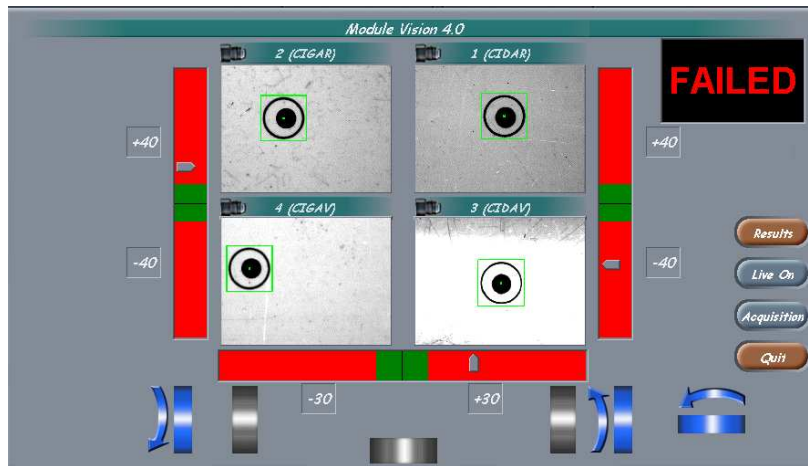 Module Vision 4.0
2 (CIGAR)
1 (CIDAR)
FAILED
+40
+40
4 (CIGAV)
3 (CIDAV)
-40
-40
Results
Live On
Acquisition
Quit
-30
+30